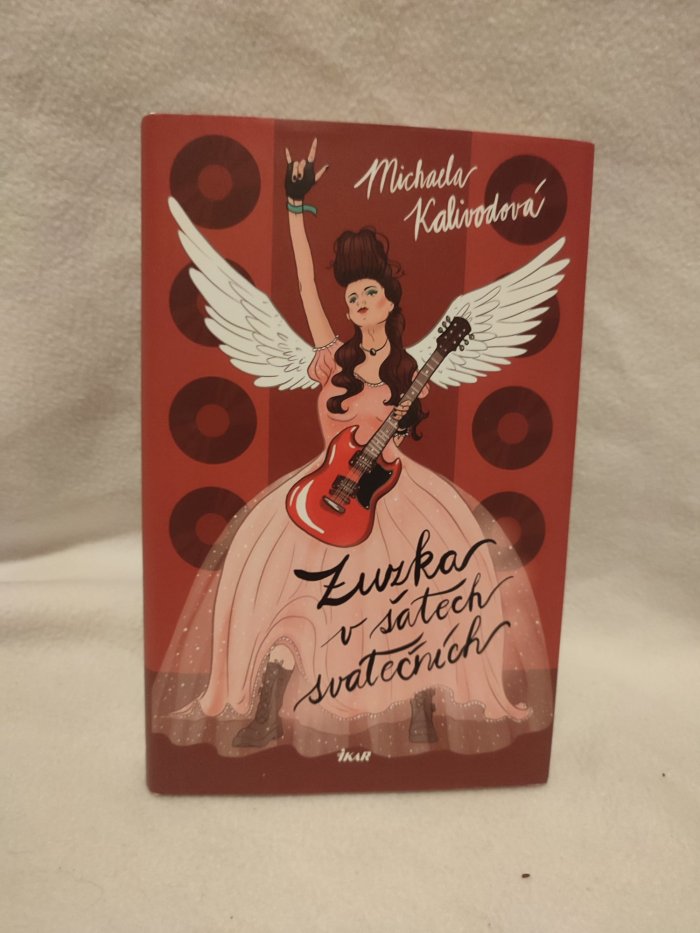 Michaela
Kalivodová
Zuzka
v šatech
svatečních
IKAR